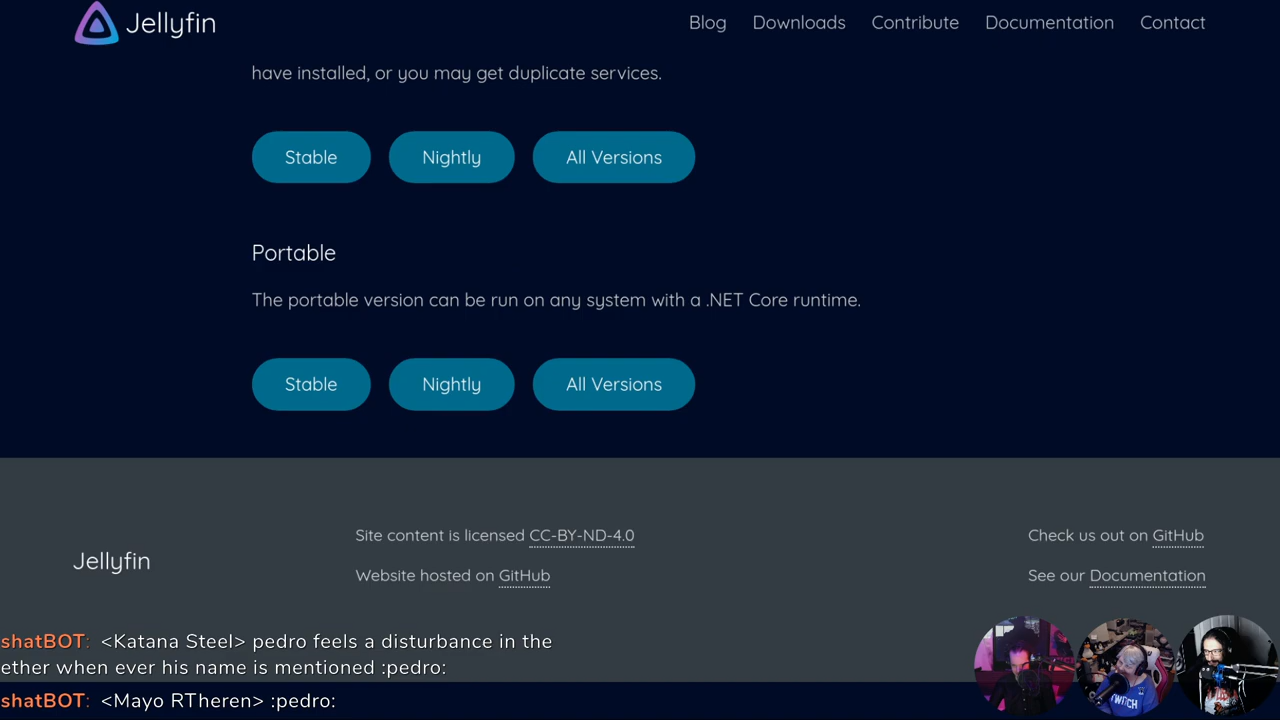 Jellyfin
Blog Downloads Contribute Documentation Contact
have installed, or you may get duplicate services.
Stable Nightly All Versions
Portable
The portable version can be run on any system with a .NET Core runtime.
Stable Nightly All Versions
Jellyfin
Site content is licensed CC-BY-ND-4.0
Website hosted on GitHub
Check us out on GitHub
See our Documentation
shatBOT: <Katana Steel> pedro feels a disturbance in the
ether when ever his name is mentioned :pedro:
shatBOT: <Mayo RTheren> :pedro:
TWITCH